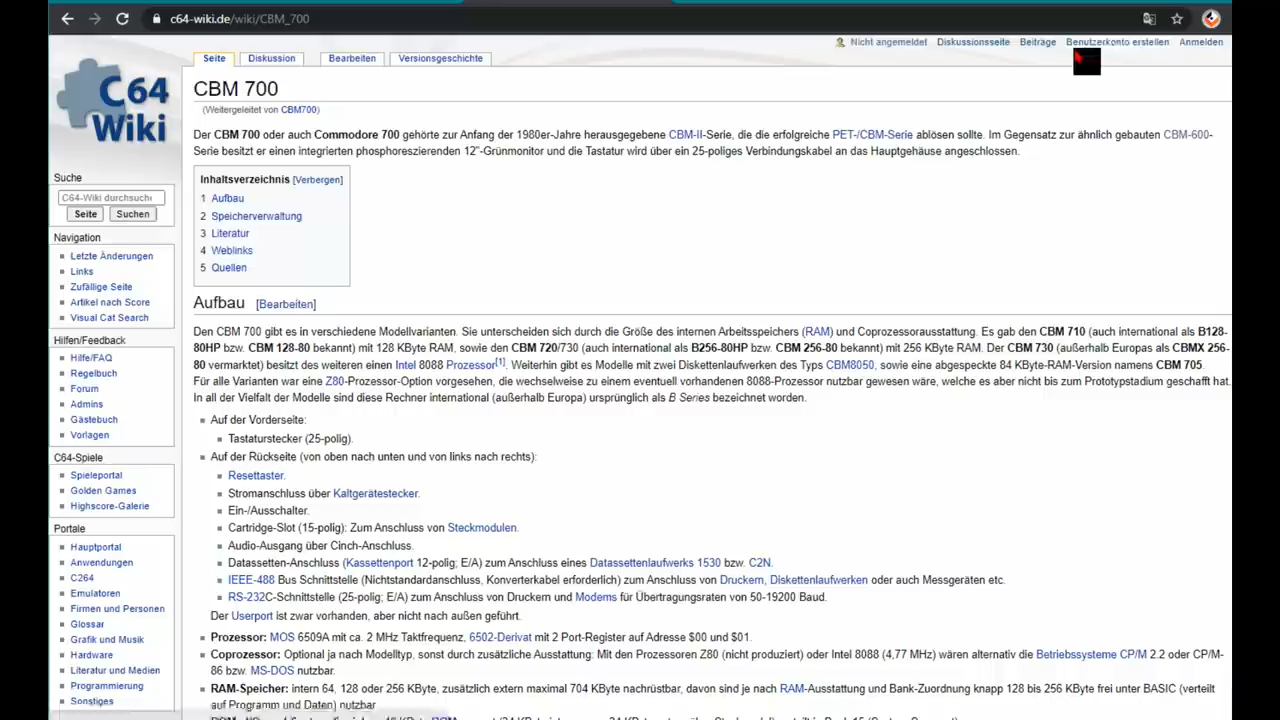 c64-wiki.de/wiki/CBM_700
Nicht angemeldet Diskussionsseite Beiträge Benutzerkonto erstellen Anmelden
C64
Wiki
Seite Diskussion Bearbeiten Versionsgeschichte
CBM 700
(Weitergeleitet von CBM700)
Der CBM 700 oder auch Commodore 700 gehörte zur Anfang der 1980er-Jahre herausgegebene CBM-II-Serie, die die erfolgreiche PET-/CBM-Serie ablösen sollte. Im Gegensatz zur ähnlich gebauten CBM-600-
Serie besitzt er einen integrierten phosphoreszierenden 12"-Grünmonitor und die Tastatur wird über ein 25-poliges Verbindungskabel an das Hauptgehäuse angeschlossen.
Suche
C64-Wiki durchsuche
Seite Suchen
Navigation
Letzte Änderungen
Links
Zufällige Seite
Artikel nach Score
Visual Cat Search
Hilfen/Feedback
Hilfe/FAQ
Regelbuch
Forum
Admins
Gästebuch
Vorlagen
C64-Spiele
Spieleportal
Golden Games
Highscore-Galerie
Portale
Hauptportal
Anwendungen
C264
Emulatoren
Firmen und Personen
Glossar
Grafik und Musik
Hardware
Literatur und Medien
Programmierung
Sonstiges
Inhaltsverzeichnis [Verbergen]
1 Aufbau
2 Speicherverwaltung
3 Literatur
4 Weblinks
5 Quellen
Aufbau [Bearbeiten]
Den CBM 700 gibt es in verschiedene Modellvarianten. Sie unterscheiden sich durch die Größe des internen Arbeitsspeichers (RAM) und Coprozessorausstattung. Es gab den CBM 710 (auch international als B128-
80HP bzw. CBM 128-80 bekannt) mit 128 KByte RAM, sowie den CBM 720/730 (auch international als B256-80HP bzw. CBM 256-80 bekannt) mit 256 KByte RAM. Der CBM 730 (außerhalb Europas als CBMX 256-
80 vermarktet) besitzt des weiteren einen Intel 8088 Prozessor[1]. Weiterhin gibt es Modelle mit zwei Diskettenlaufwerken des Typs CBM8050, sowie eine abgespeckte 84 KByte-RAM-Version namens CBM 705.
Für alle Varianten war eine Z80-Prozessor-Option vorgesehen, die wechselweise zu einem eventuell vorhandenen 8088-Prozessor nutzbar gewesen wäre, welche es aber nicht bis zum Prototypstadium geschafft hat.
In all der Vielfalt der Modelle sind diese Rechner international (außerhalb Europa) ursprünglich als B Series bezeichnet worden.
Auf der Vorderseite:
Tastaturstecker (25-polig).
Auf der Rückseite (von oben nach unten und von links nach rechts):
Resettaster.
Stromanschluss über Kaltgerätestecker.
Ein-/Ausschalter.
Cartridge-Slot (15-polig): Zum Anschluss von Steckmodulen.
Audio-Ausgang über Cinch-Anschluss.
Datassetten-Anschluss (Kassettenport 12-polig; E/A) zum Anschluss eines Datassettenlaufwerks 1530 bzw. C2N.
IEEE-488 Bus Schnittstelle (Nichtstandardanschluss, Konverterkabel erforderlich) zum Anschluss von Druckern, Diskettenlaufwerken oder auch Messgeräten etc.
RS-232C-Schnittstelle (25-polig; E/A) zum Anschluss von Druckern und Modems für Übertragungsraten von 50-19200 Baud.
Der Userport ist zwar vorhanden, aber nicht nach außen geführt.
Prozessor: MOS 6509A mit ca. 2 MHz Taktfrequenz, 6502-Derivat mit 2 Port-Register auf Adresse $00 und $01.
Coprozessor: Optional ja nach Modelltyp, sonst durch zusätzliche Ausstattung: Mit den Prozessoren Z80 (nicht produziert) oder Intel 8088 (4,77 MHz) wären alternativ die Betriebssysteme CP/M 2.2 oder CP/M-
86 bzw. MS-DOS nutzbar.
RAM-Speicher: intern 64, 128 oder 256 KByte, zusätzlich extern maximal 704 KByte nachrüstbar, davon sind je nach RAM-Ausstattung und Bank-Zuordnung knapp 128 bis 256 KByte frei unter BASIC (verteilt
auf Programm und Daten) nutzbar